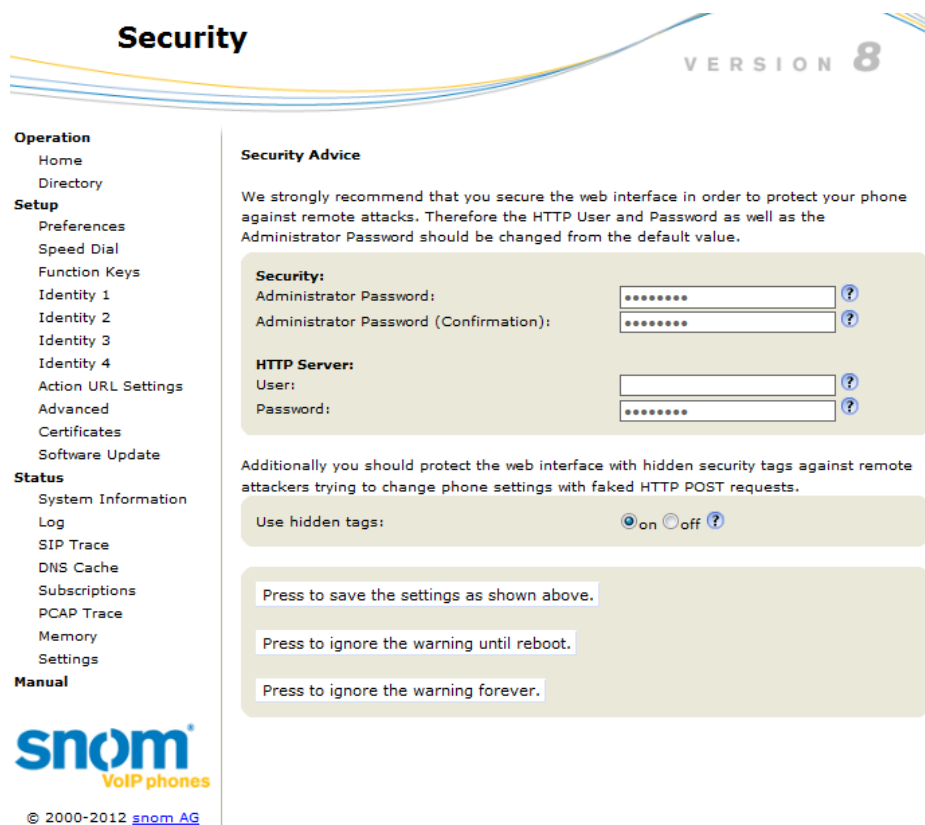 Security
VERSION 8
Operation
Home
Directory
Setup
Preferences
Speed Dial
Function Keys
Identity 1
Identity 2
Identity 3
Identity 4
Action URL Settings
Advanced
Certificates
Software Update
Status
System Information
Log
SIP Trace
DNS Cache
Subscriptions
PCAP Trace
Memory
Settings
Manual
snom
VoIP phones
© 2000-2012 snom AG
Security Advice
We strongly recommend that you secure the web interface in order to protect your phone
against remote attacks. Therefore the HTTP User and Password as well as the
Administrator Password should be changed from the default value.
Security:
Administrator Password: ●●●●●●●● ?
Administrator Password (Confirmation): ●●●●●●●● ?
HTTP Server:
User: ?
Password: ●●●●●●●● ?
Additionally you should protect the web interface with hidden security tags against remote
attackers trying to change phone settings with faked HTTP POST requests.
Use hidden tags: on off ?
Press to save the settings as shown above.
Press to ignore the warning until reboot.
Press to ignore the warning forever.